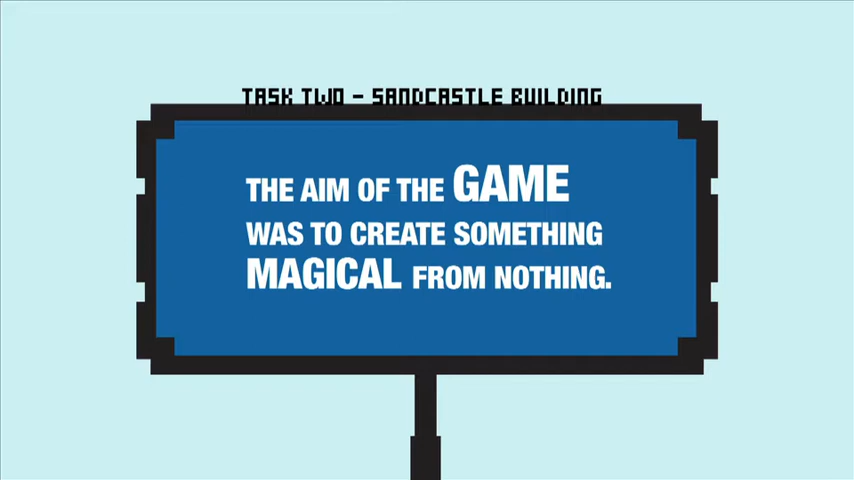 TASK TWO - SANDCASTLE BUILDING
THE AIM OF THE GAME
WAS TO CREATE SOMETHING
MAGICAL FROM NOTHING.